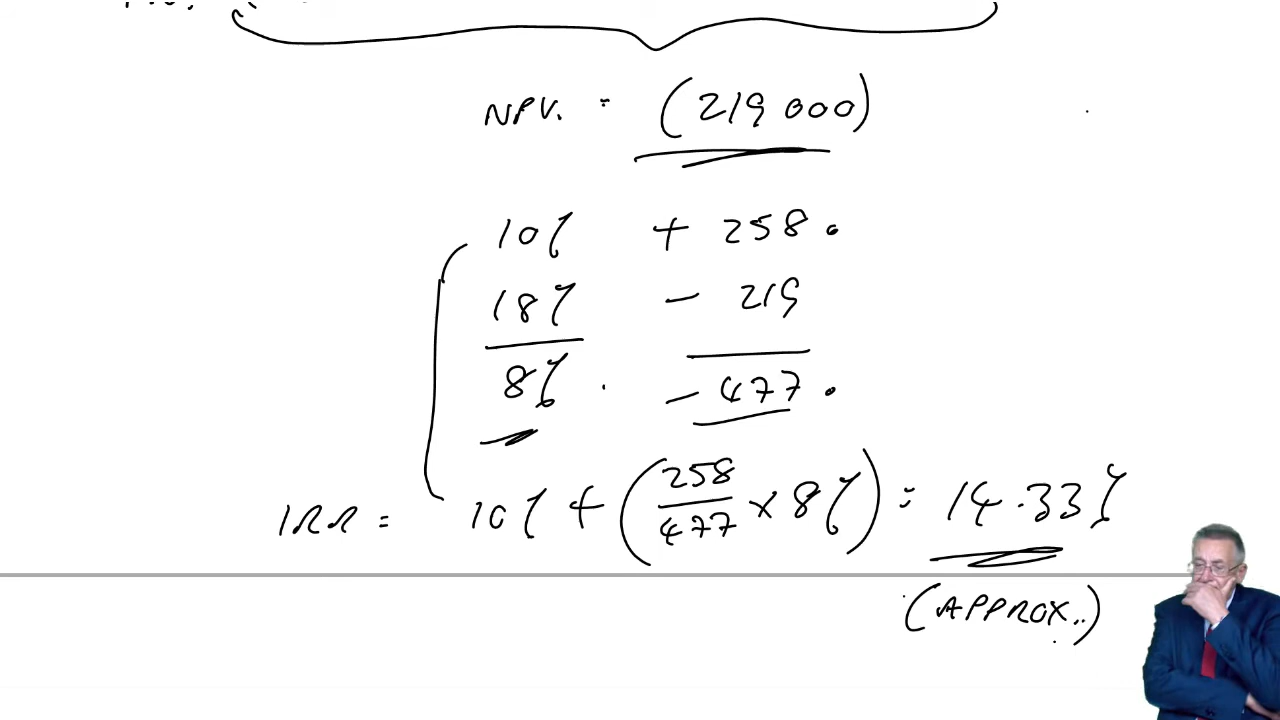 NPV. = (219 000)
10% + 258.
18% - 219
8% . - 477.
IRR = 10% + (258/477 × 8%) = 14.33%
(APPROX..)